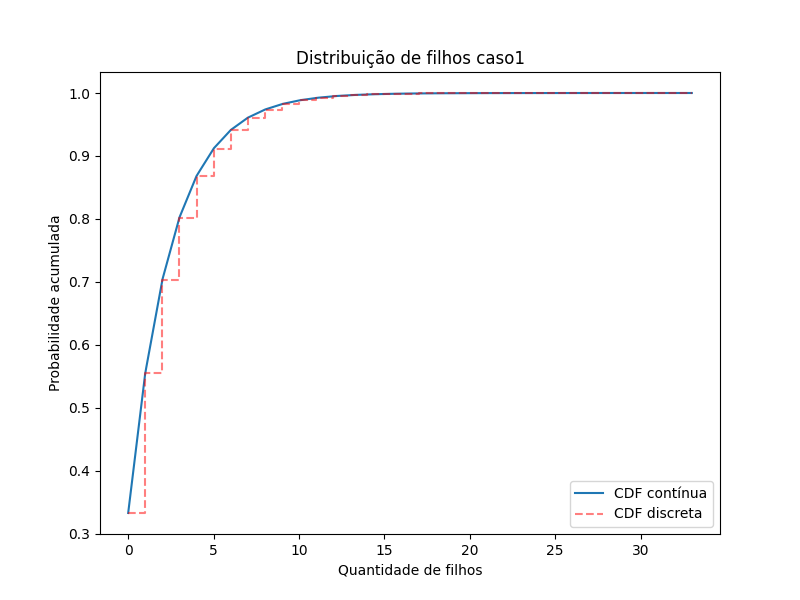 Distribuição de filhos caso1
Probabilidade acumulada
1.0
0.9
0.8
0.7
0.6
0.5
0.4
0.3
CDF contínua
CDF discreta
0 5 10 15 20 25 30
Quantidade de filhos